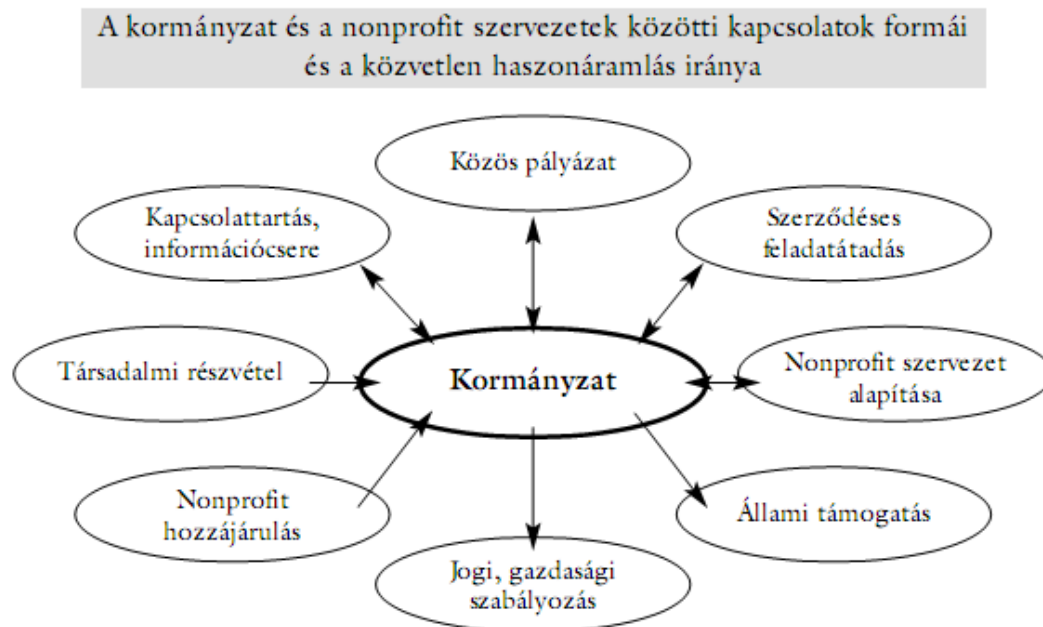 A kormányzat és a nonprofit szervezetek közötti kapcsolatok formái
és a közvetlen haszonáramlás iránya
Közös pályázat
Kapcsolattartás,
információcsere
Szerződéses
feladatátadás
Társadalmi részvétel
Kormányzat
Nonprofit szervezet
alapítása
Nonprofit
hozzájárulás
Állami támogatás
Jogi, gazdasági
szabályozás